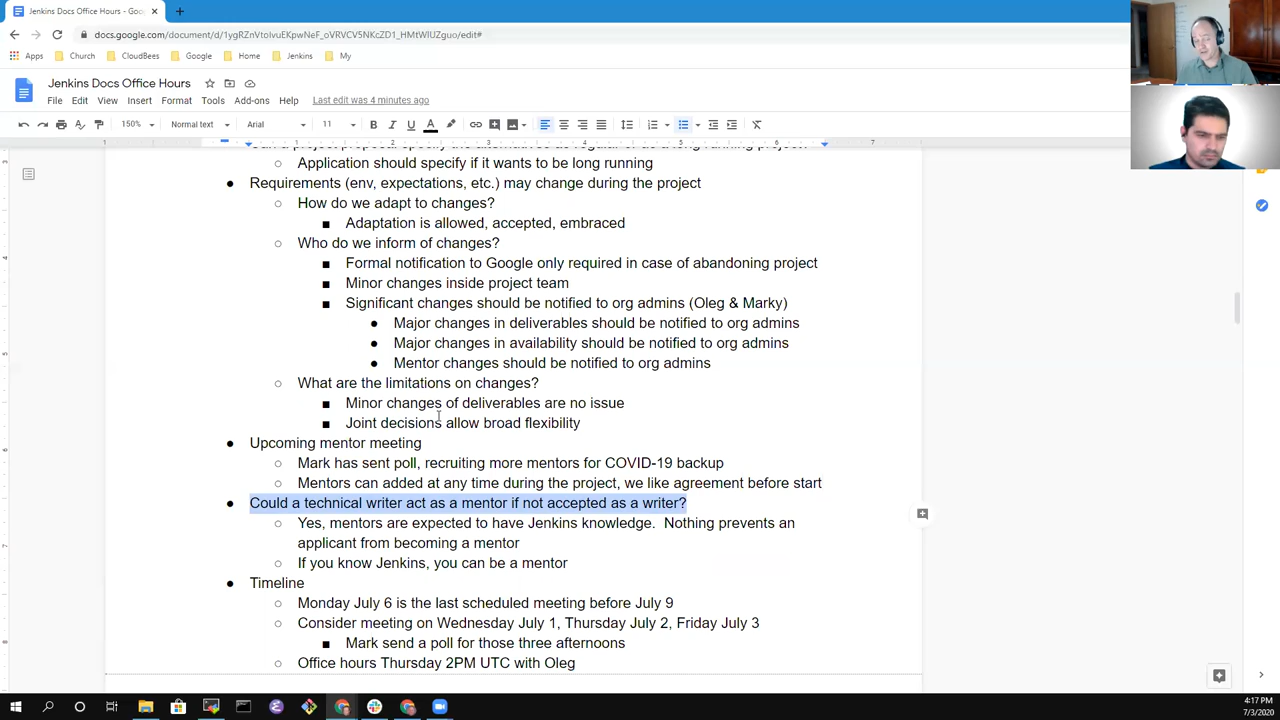 Jenkins Docs Office Hours - Goo
docs.google.com/document/d/1ygRZnVtoIvuEKpwNeF_oVRVCV5NKcZD1_HMtWlUZguo/edit#
Apps Church CloudBees Google Home Jenkins My
Jenkins Docs Office Hours
File Edit View Insert Format Tools Add-ons Help Last edit was 4 minutes ago
150% Normal text Arial 11 B I U A
1 1 2 3 4 5 6 7
Application should specify if it wants to be long running
Requirements (env, expectations, etc.) may change during the project
How do we adapt to changes?
Adaptation is allowed, accepted, embraced
Who do we inform of changes?
Formal notification to Google only required in case of abandoning project
Minor changes inside project team
Significant changes should be notified to org admins (Oleg & Marky)
Major changes in deliverables should be notified to org admins
Major changes in availability should be notified to org admins
Mentor changes should be notified to org admins
What are the limitations on changes?
Minor changes of deliverables are no issue
Joint decisions allow broad flexibility
Upcoming mentor meeting
Mark has sent poll, recruiting more mentors for COVID-19 backup
Mentors can added at any time during the project, we like agreement before start
Could a technical writer act as a mentor if not accepted as a writer?
Yes, mentors are expected to have Jenkins knowledge. Nothing prevents an
applicant from becoming a mentor
If you know Jenkins, you can be a mentor
Timeline
Monday July 6 is the last scheduled meeting before July 9
Consider meeting on Wednesday July 1, Thursday July 2, Friday July 3
Mark send a poll for those three afternoons
Office hours Thursday 2PM UTC with Oleg
4:17 PM
7/3/2020